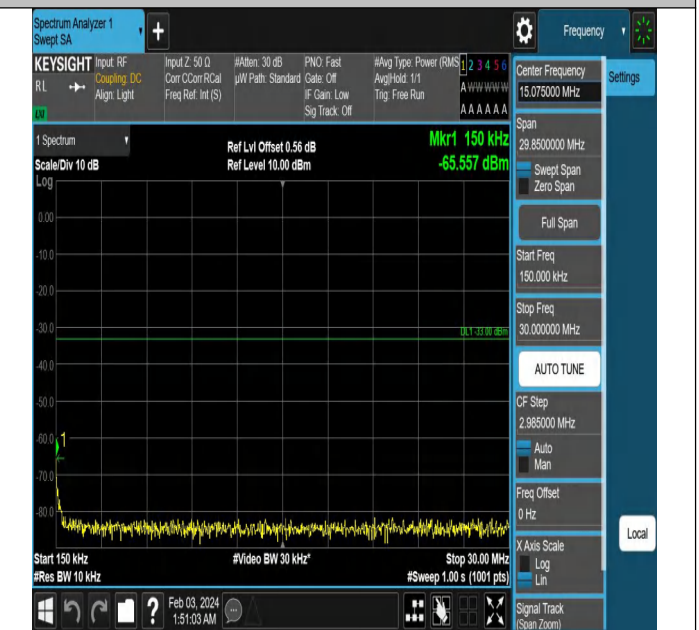 Spectrum Analyzer 1
Swept SA
Frequency
KEYSIGHT
RL
LXI
Input: RF
Coupling: DC
Align: Light
Input Z: 50 Ω
Corr CCorr RCal
Freq Ref: Int (S)
#Atten: 30 dB
µW Path: Standard
PNO: Fast
Gate: Off
IF Gain: Low
Sig Track: Off
#Avg Type: Power (RMS
Avg|Hold: 1/1
Trig: Free Run
1 2 3 4 5 6
A W W W W W
A A A A A A
1 Spectrum
Scale/Div 10 dB
Log
Ref Lvl Offset 0.56 dB
Ref Level 10.00 dBm
Mkr1 150 kHz
-65.557 dBm
0.00
-10.0
-20.0
-30.0
DL1 -33.00 dBm
-40.0
-50.0
-60.0
1
-70.0
-80.0
Start 150 kHz
#Res BW 10 kHz
#Video BW 30 kHz*
Stop 30.00 MHz
#Sweep 1.00 s (1001 pts)
Feb 03, 2024
1:51:03 AM
Center Frequency
15.075000 MHz
Settings
Span
29.8500000 MHz
Swept Span
Zero Span
Full Span
Start Freq
150.000 kHz
Stop Freq
30.000000 MHz
AUTO TUNE
CF Step
2.985000 MHz
Auto
Man
Freq Offset
0 Hz
Local
X Axis Scale
Log
Lin
Signal Track
(Span Zoom)